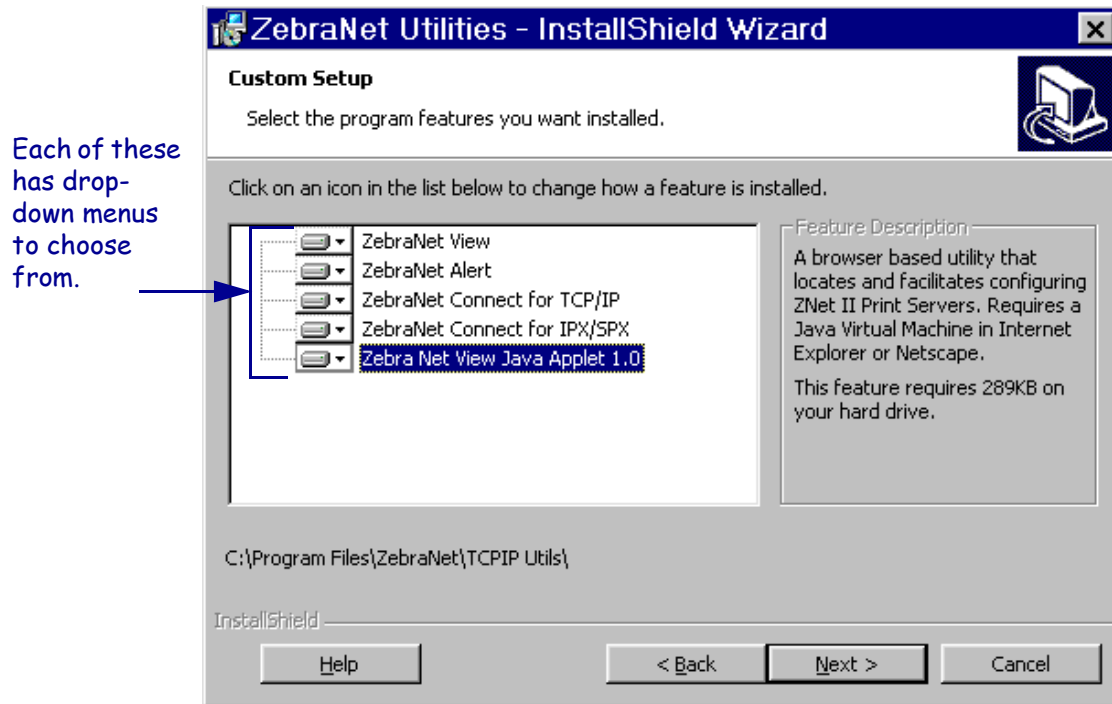 ZebraNet Utilities - InstallShield Wizard
Custom Setup
Select the program features you want installed.
Each of these
has drop-
down menus
to choose
from.
Click on an icon in the list below to change how a feature is installed.
ZebraNet View
ZebraNet Alert
ZebraNet Connect for TCP/IP
ZebraNet Connect for IPX/SPX
Zebra Net View Java Applet 1.0
Feature Description
A browser based utility that
locates and facilitates configuring
ZNet II Print Servers. Requires a
Java Virtual Machine in Internet
Explorer or Netscape.
This feature requires 289KB on
your hard drive.
C:\Program Files\ZebraNet\TCPIP Utils\
InstallShield
Help
< Back
Next >
Cancel